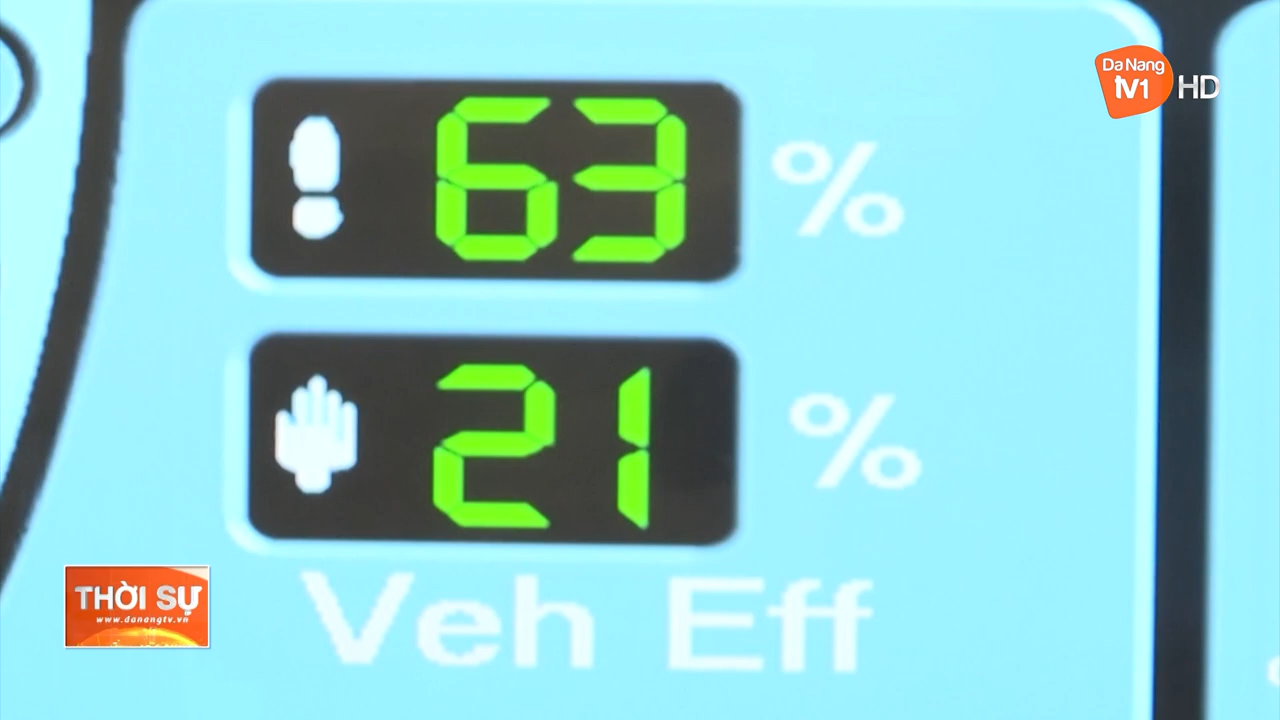 Da Nang
tv1 HD
63 %
21 %
Veh Eff
THỜI SỰ
www.danangtv.vn